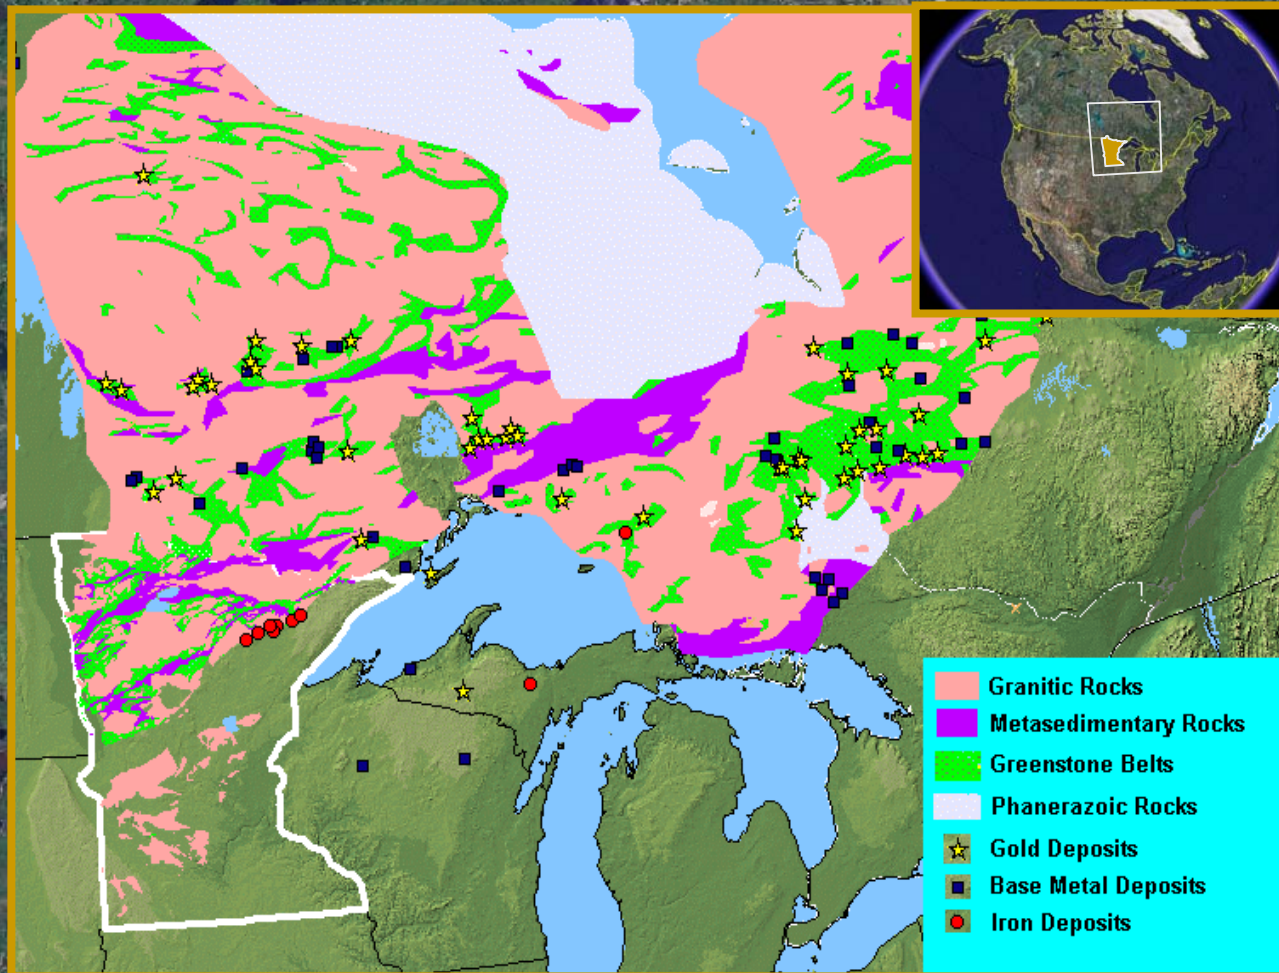 Granitic Rocks
Metasedimentary Rocks
Greenstone Belts
Phanerazoic Rocks
Gold Deposits
Base Metal Deposits
Iron Deposits